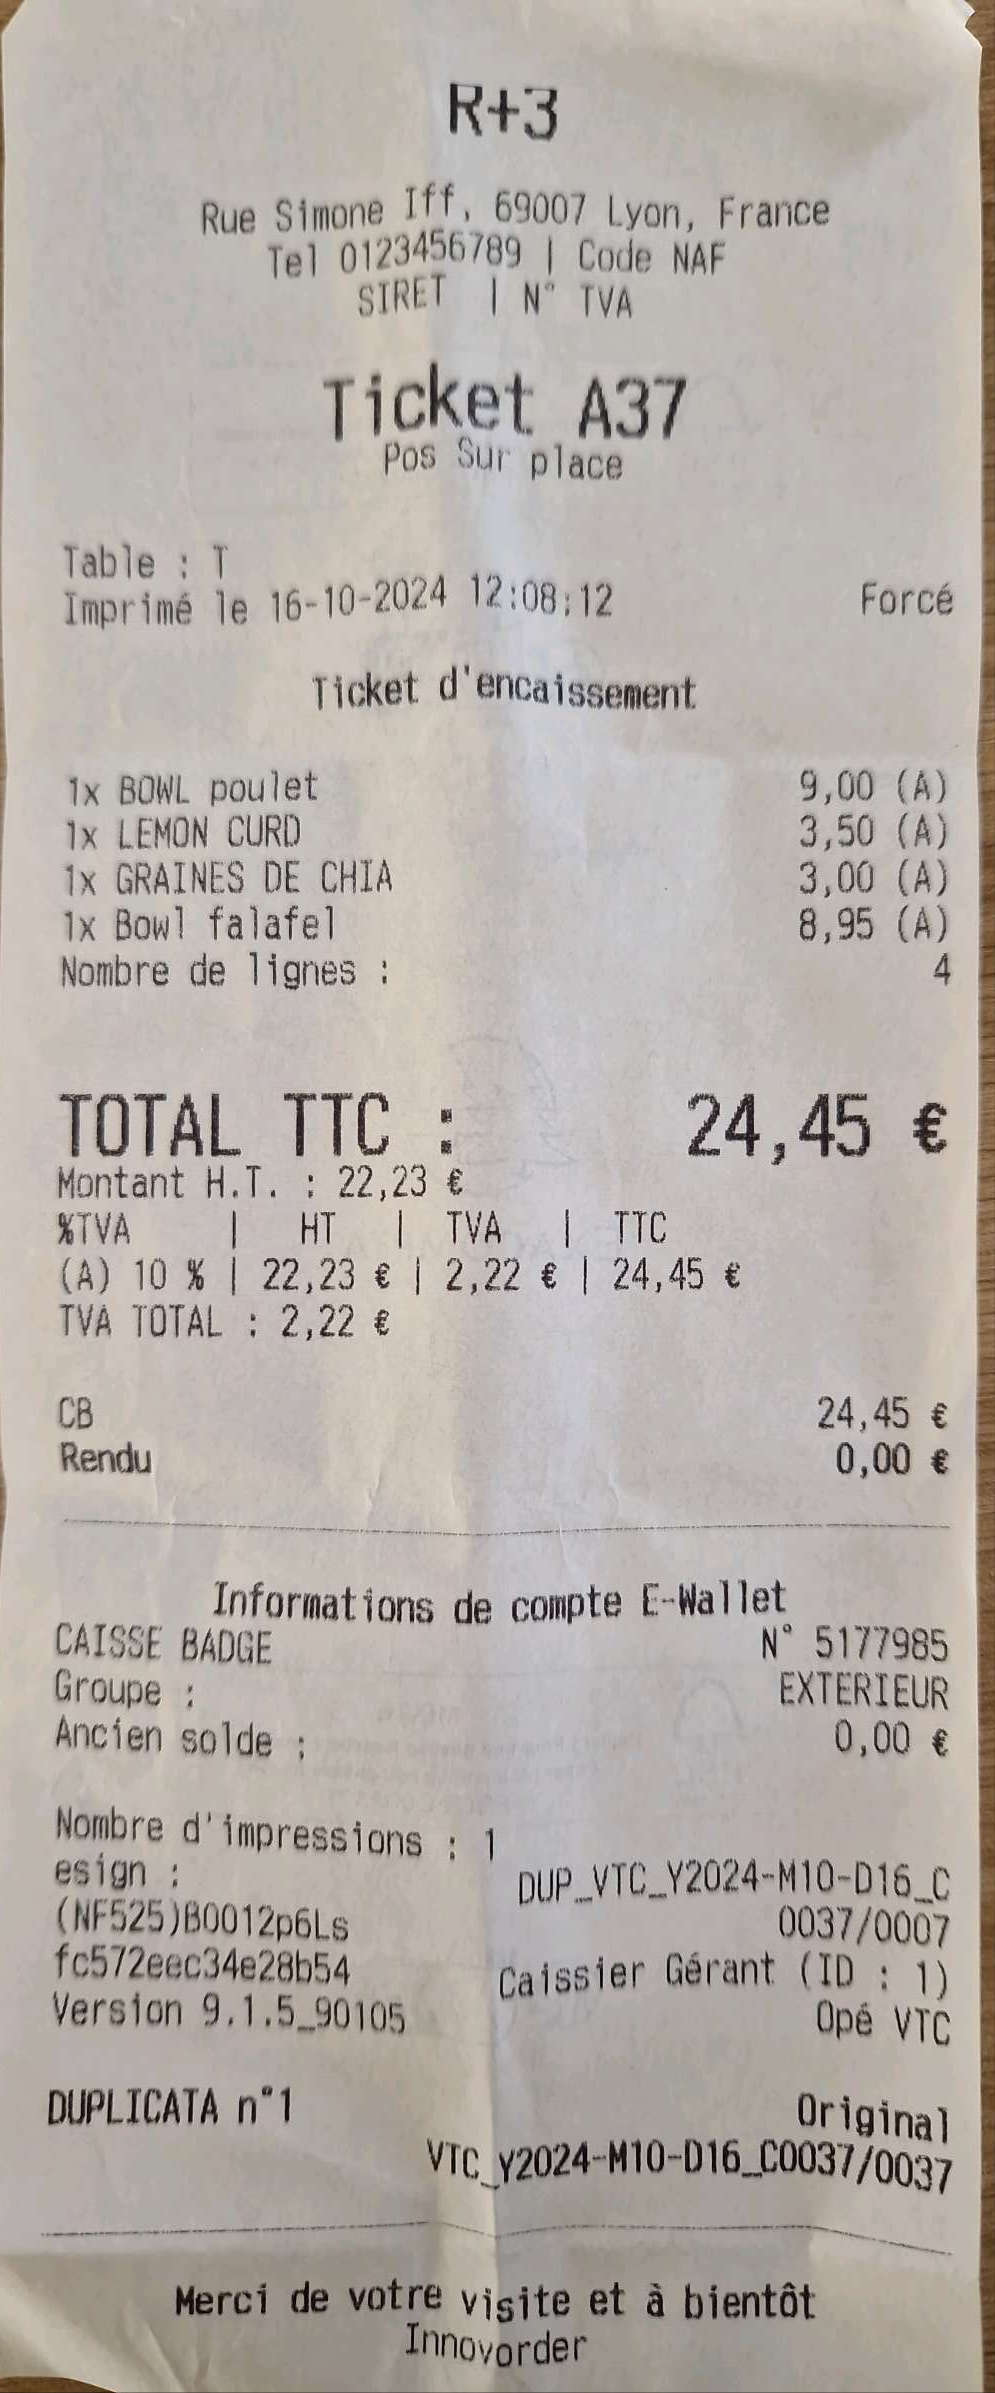 R+3
Rue Simone Iff, 69007 Lyon, France
Tel 0123456789 | Code NAF
SIRET | N° TVA
Ticket A37
Pos Sur place
Table : T
Imprimé le 16-10-2024 12:08:12 Forcé
Ticket d'encaissement
1x BOWL poulet 9,00 (A)
1x LEMON CURD 3,50 (A)
1x GRAINES DE CHIA 3,00 (A)
1x Bowl falafel 8,95 (A)
Nombre de lignes : 4
TOTAL TTC : 24,45 €
Montant H.T. : 22,23 €
%TVA | HT | TVA | TTC
(A) 10 % | 22,23 € | 2,22 € | 24,45 €
TVA TOTAL : 2,22 €
CB 24,45 €
Rendu 0,00 €
Informations de compte E-Wallet
CAISSE BADGE N° 5177985
Groupe : EXTERIEUR
Ancien solde : 0,00 €
Nombre d'impressions : 1
esign : DUP_VTC_Y2024-M10-D16_C
(NF525)B0012p6Ls 0037/0007
fc572eec34e28b54 Caissier Gérant (ID : 1)
Version 9.1.5_90105 Opé VTC
DUPLICATA n°1 Original
VTC_Y2024-M10-D16_C0037/0037
Merci de votre visite et à bientôt
Innovorder